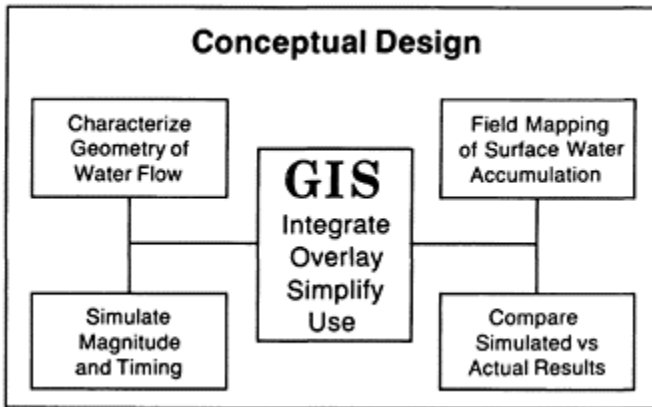 Conceptual Design
Characterize
Geometry of
Water Flow
Field Mapping
of Surface Water
Accumulation
GIS
Integrate
Overlay
Simplify
Use
Simulate
Magnitude
and Timing
Compare
Simulated vs
Actual Results